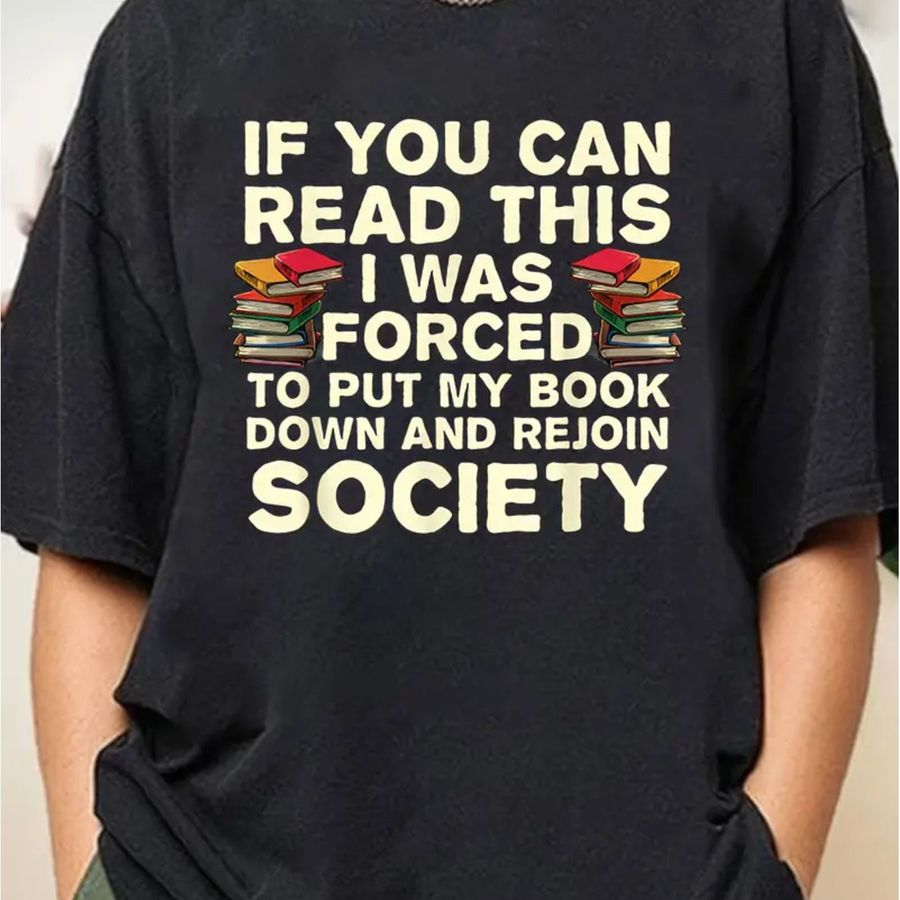 IF YOU CAN
READ THIS
I WAS
FORCED
TO PUT MY BOOK
DOWN AND REJOIN
SOCIETY